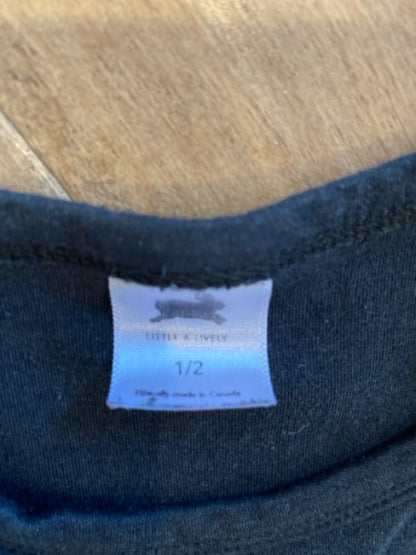 LITTLE & LIVELY
1/2
Ethically made in Canada